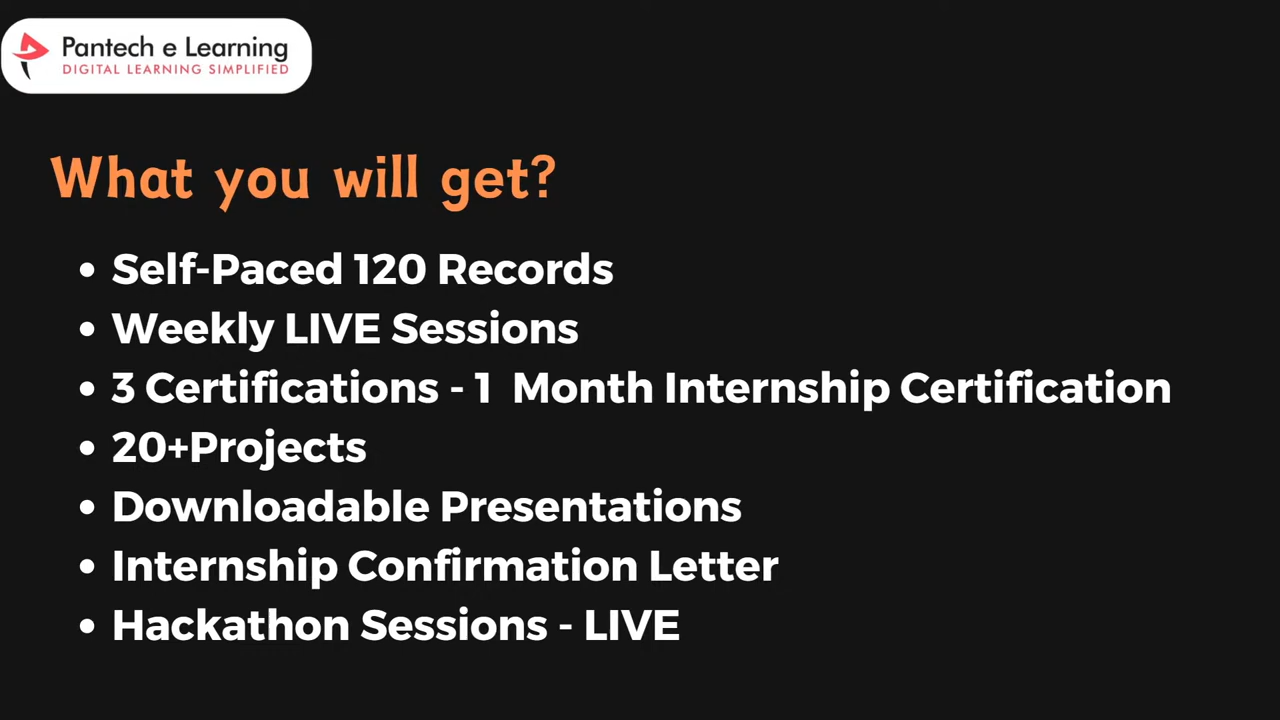 Pantech e Learning
DIGITAL LEARNING SIMPLIFIED
What you will get?
• Self-Paced 120 Records
• Weekly LIVE Sessions
• 3 Certifications - 1 Month Internship Certification
• 20+Projects
• Downloadable Presentations
• Internship Confirmation Letter
• Hackathon Sessions - LIVE